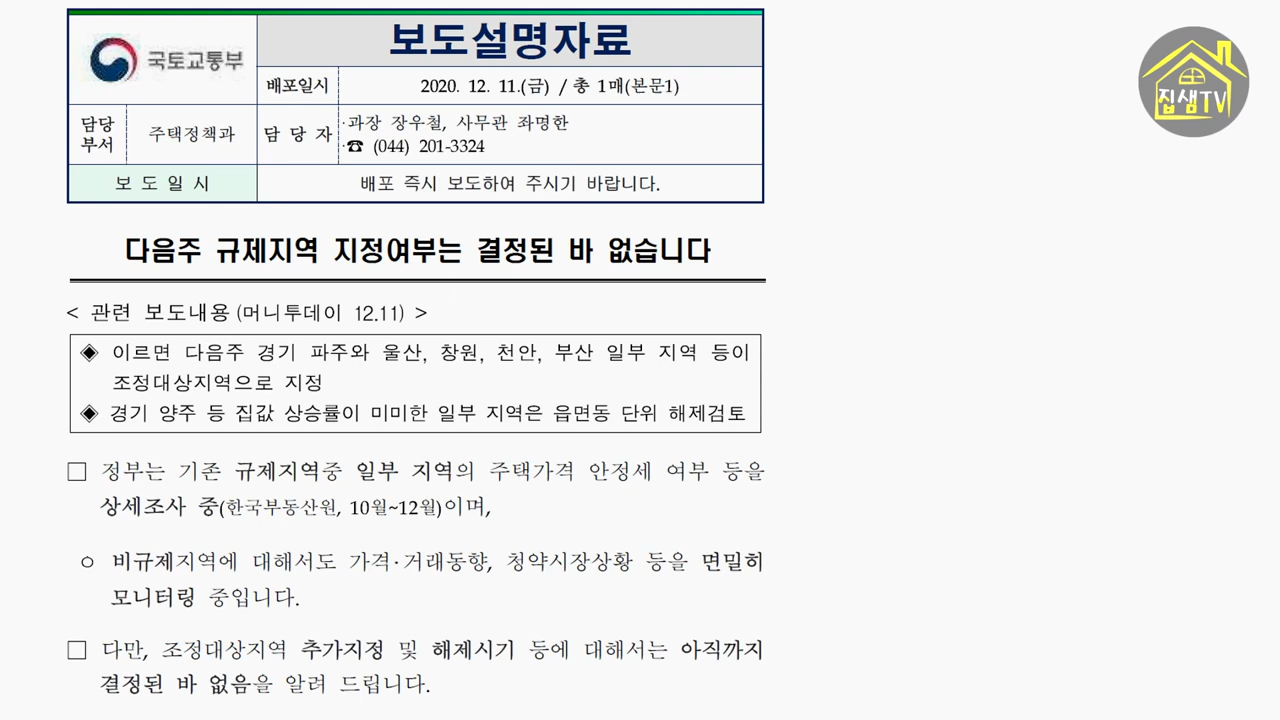 국토교통부
보도설명자료
배포일시
2020. 12. 11.(금) / 총 1매(본문1)
담당
부서
주택정책과
담 당 자
·과장 장우철, 사무관 좌명한
·☎ (044) 201-3324
보 도 일 시
배포 즉시 보도하여 주시기 바랍니다.
집샘TV
다음주 규제지역 지정여부는 결정된 바 없습니다
< 관련 보도내용 (머니투데이 12.11) >
◈ 이르면 다음주 경기 파주와 울산, 창원, 천안, 부산 일부 지역 등이
조정대상지역으로 지정
◈ 경기 양주 등 집값 상승률이 미미한 일부 지역은 읍면동 단위 해제검토
□ 정부는 기존 규제지역중 일부 지역의 주택가격 안정세 여부 등을
상세조사 중(한국부동산원, 10월~12월)이며,
ㅇ 비규제지역에 대해서도 가격·거래동향, 청약시장상황 등을 면밀히
모니터링 중입니다.
□ 다만, 조정대상지역 추가지정 및 해제시기 등에 대해서는 아직까지
결정된 바 없음을 알려 드립니다.